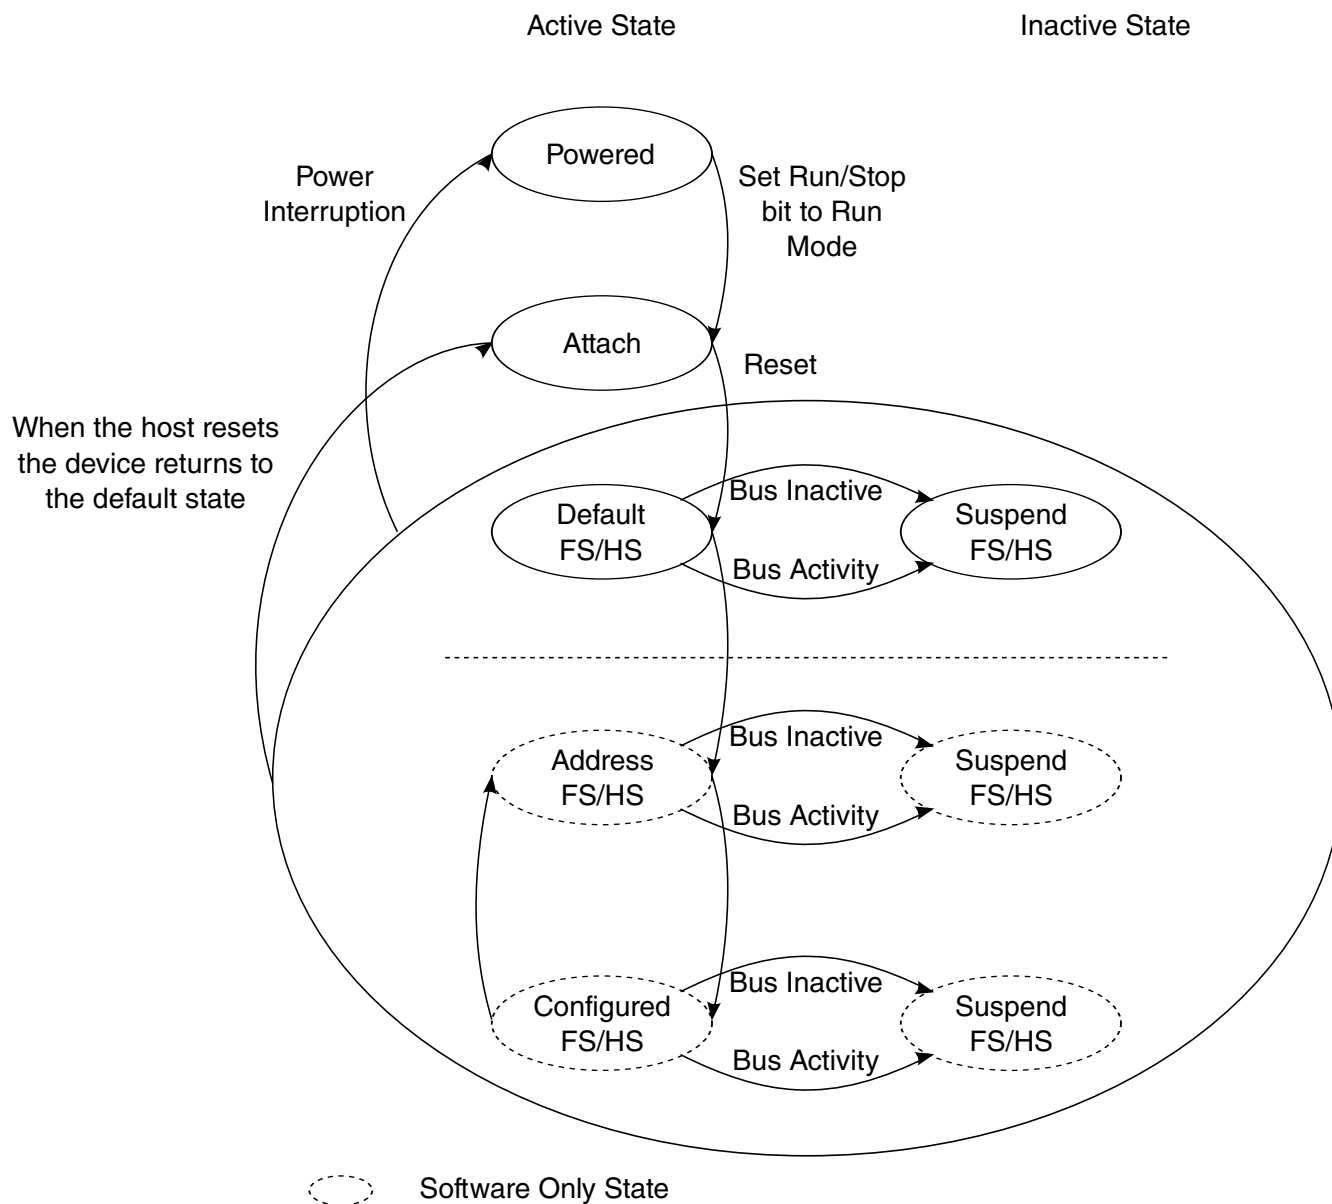 Active State
Inactive State
Powered
Power
Interruption
Set Run/Stop
bit to Run
Mode
Attach
Reset
When the host resets
the device returns to
the default state
Default
FS/HS
Bus Inactive
Bus Activity
Suspend
FS/HS
Address
FS/HS
Bus Inactive
Bus Activity
Suspend
FS/HS
Configured
FS/HS
Bus Inactive
Bus Activity
Suspend
FS/HS
Software Only State